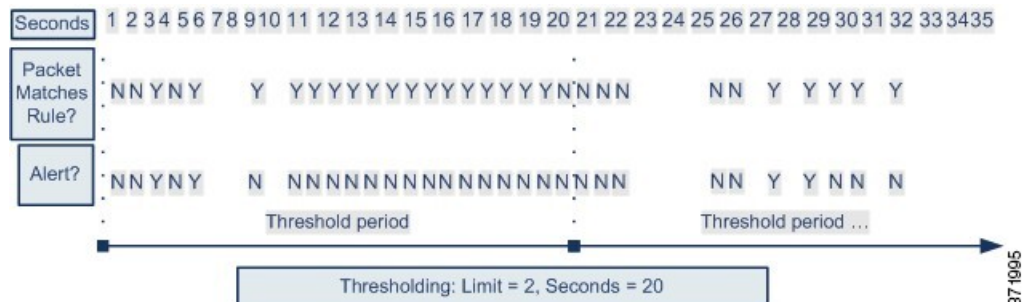 Seconds 1 2 3 4 5 6 7 8 9 10 11 12 13 14 15 16 17 18 19 20 21 22 23 24 25 26 27 28 29 30 31 32 33 34 35
Packet
Matches
Rule?
N N Y N Y Y Y Y Y Y Y Y Y Y Y Y Y Y Y Y N N N N N N Y Y Y Y Y
Alert?
N N Y N Y N N N N N N N N N N N N N N N N N N N N N Y Y N N N
Threshold period
Threshold period ...
Thresholding: Limit = 2, Seconds = 20
371995